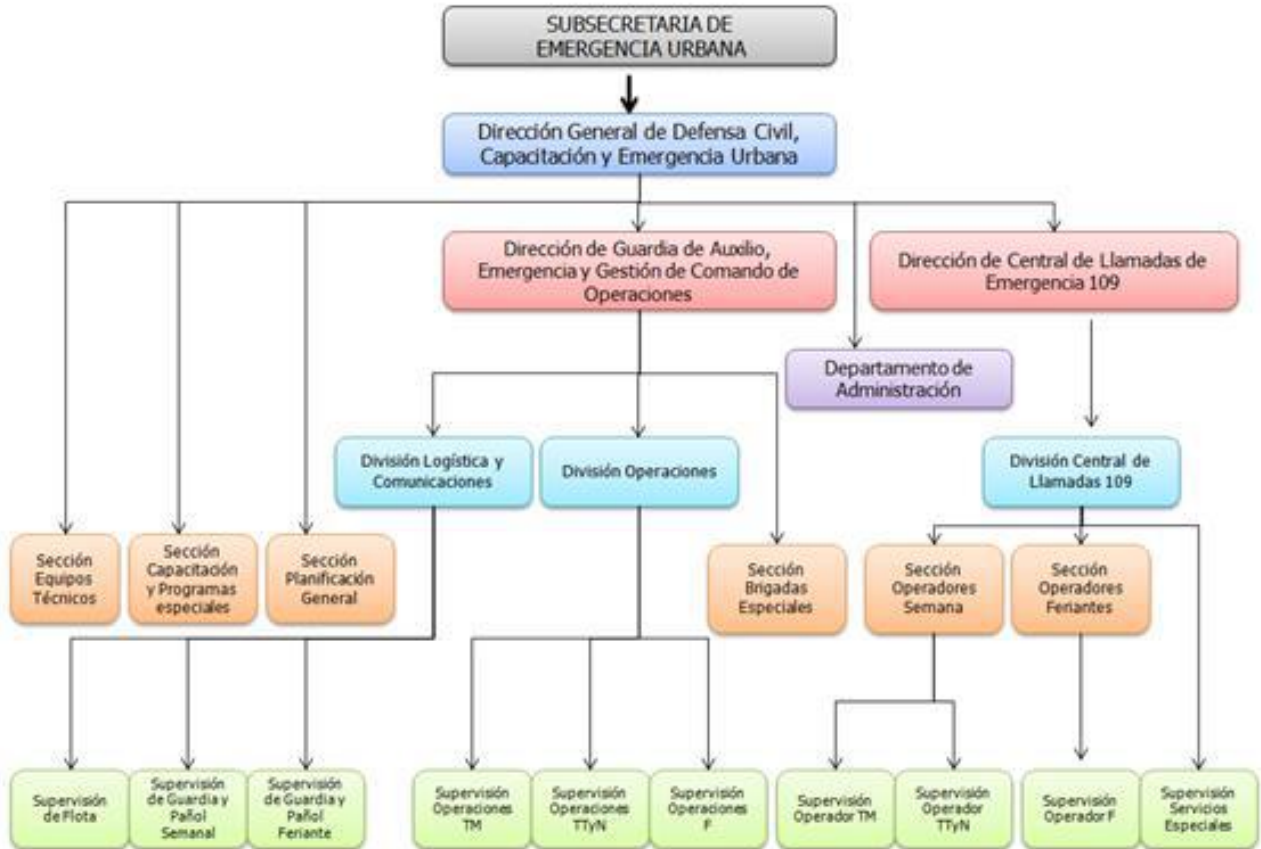 SUBSECRETARIA DE
EMERGENCIA URBANA
Dirección General de Defensa Civil,
Capacitación y Emergencia Urbana
Dirección de Guardia de Auxilio,
Emergencia y Gestión de Comando de
Operaciones
Dirección de Central de Llamadas de
Emergencia 109
Departamento de
Administración
División Logística y
Comunicaciones
División Operaciones
División Central de
Llamadas 109
Sección
Equipos
Técnicos
Sección
Capacitación
y Programas
especiales
Sección
Planificación
General
Sección
Brigadas
Especiales
Sección
Operadores
Semana
Sección
Operadores
Feriantes
Supervisión
de Flota
Supervisión
de Guardia y
Pañol
Semanal
Supervisión
de Guardia y
Pañol
Feriante
Supervisión
Operaciones
TM
Supervisión
Operaciones
TTyN
Supervisión
Operaciones
F
Supervisión
Operador TM
Supervisión
Operador
TTyN
Supervisión
Operador F
Supervisión
Servicios
Especiales